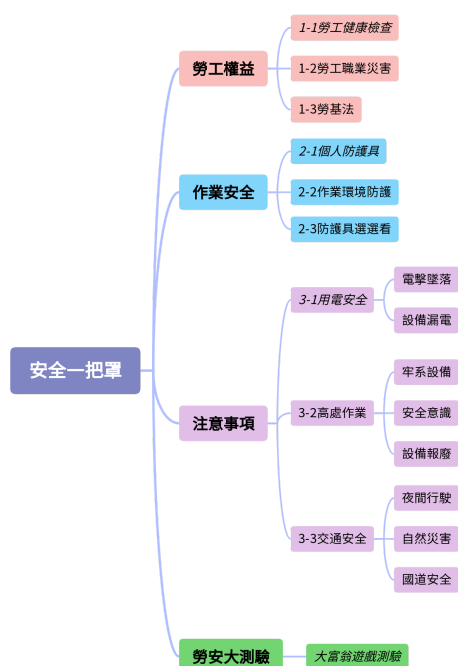 安全一把罩
勞工權益
1-1勞工健康檢查
1-2勞工職業災害
1-3勞基法
作業安全
2-1個人防護具
2-2作業環境防護
2-3防護具選選看
注意事項
3-1用電安全
電擊墜落
設備漏電
3-2高處作業
牢系設備
安全意識
設備報廢
3-3交通安全
夜間行駛
自然災害
國道安全
勞安大測驗
大富翁遊戲測驗